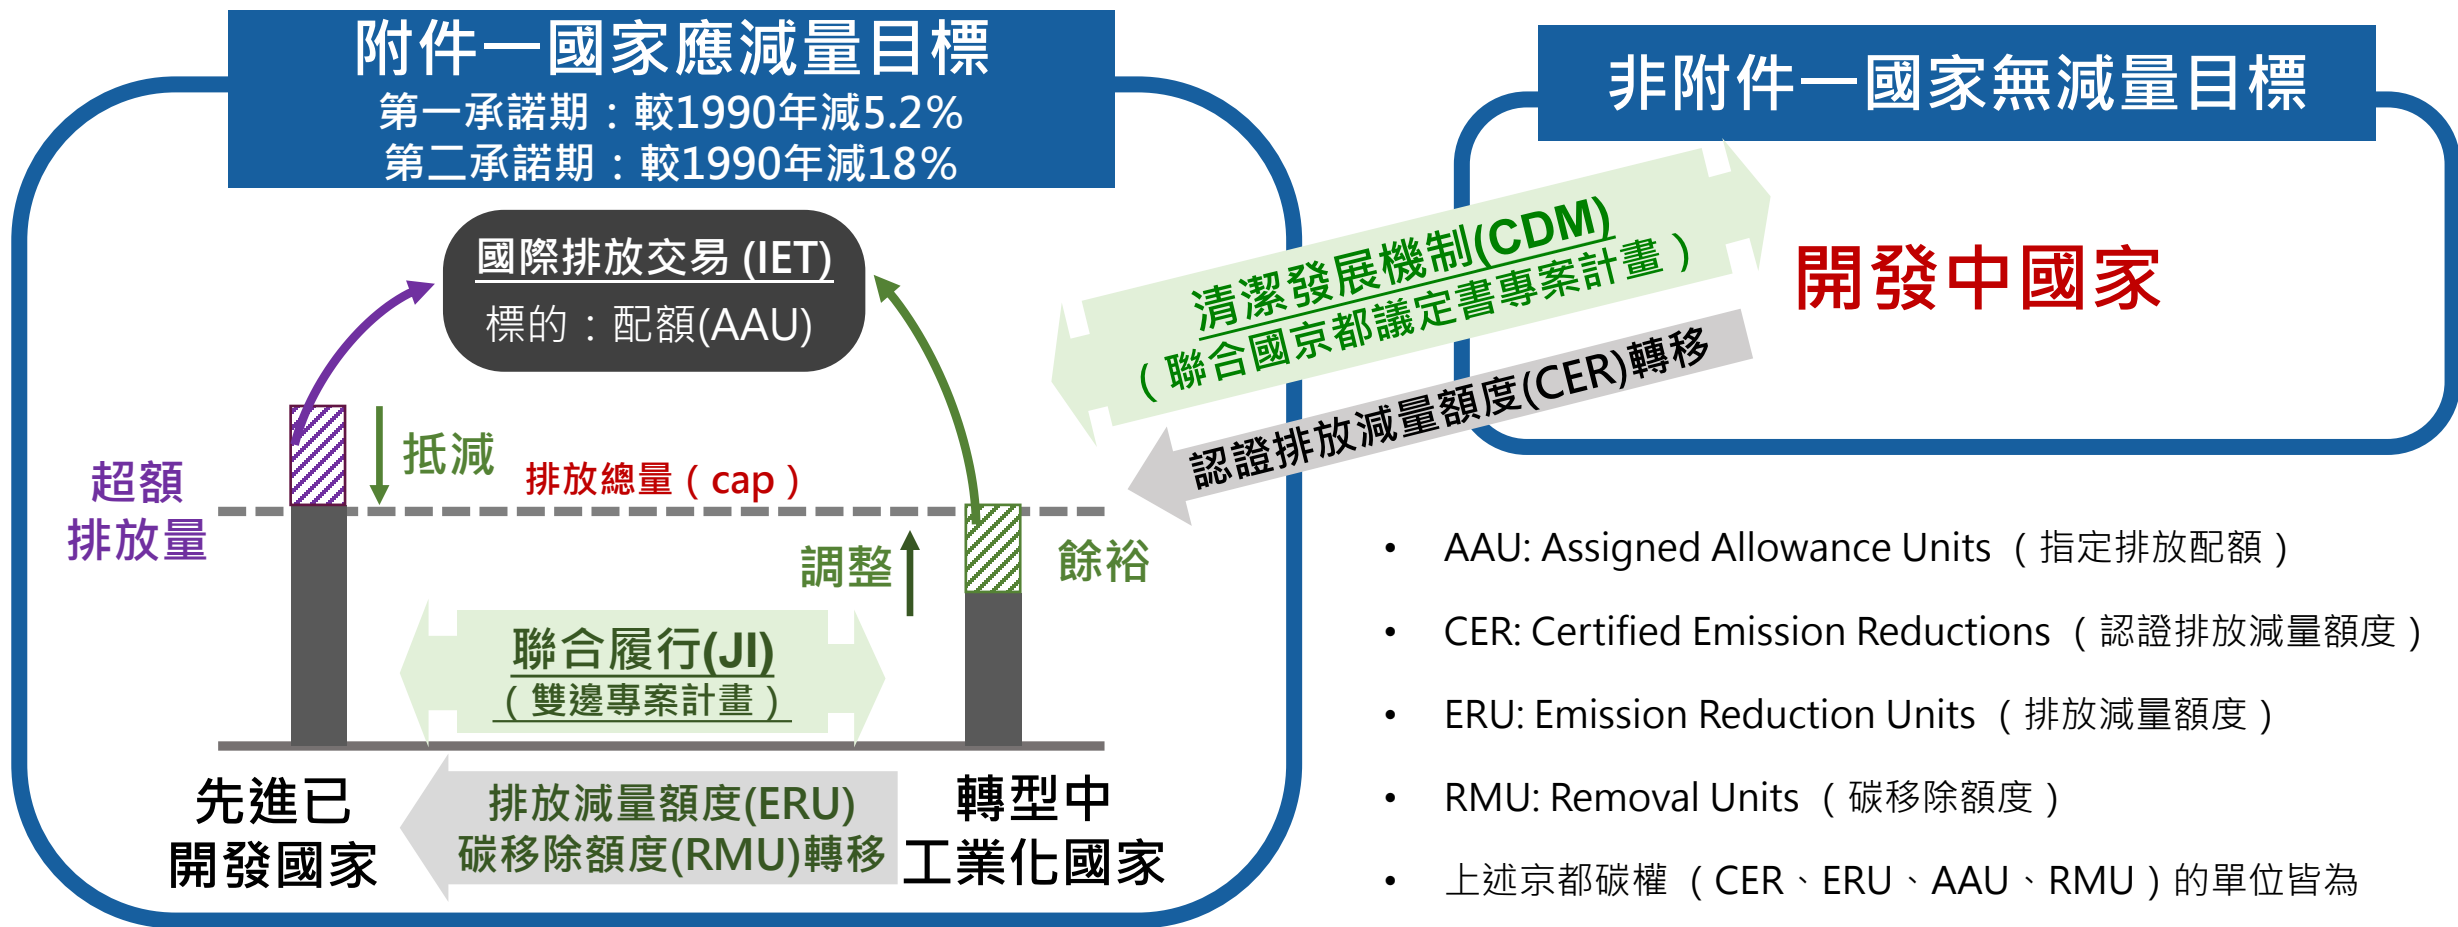 附件一國家應減量目標
第一承諾期：較1990年減5.2%
第二承諾期：較1990年減18%
非附件一國家無減量目標
國際排放交易 (IET)
標的：配額(AAU)
清潔發展機制(CDM)
（聯合國京都議定書專案計畫）
開發中國家
認證排放減量額度(CER)轉移
抵減
超額
排放量
排放總量（cap）
調整
餘裕
聯合履行(JI)
（雙邊專案計畫）
先進已
開發國家
排放減量額度(ERU)
碳移除額度(RMU)轉移
轉型中
工業化國家
• AAU: Assigned Allowance Units （指定排放配額）
• CER: Certified Emission Reductions （認證排放減量額度）
• ERU: Emission Reduction Units （排放減量額度）
• RMU: Removal Units （碳移除額度）
• 上述京都碳權 （CER、ERU、AAU、RMU）的單位皆為